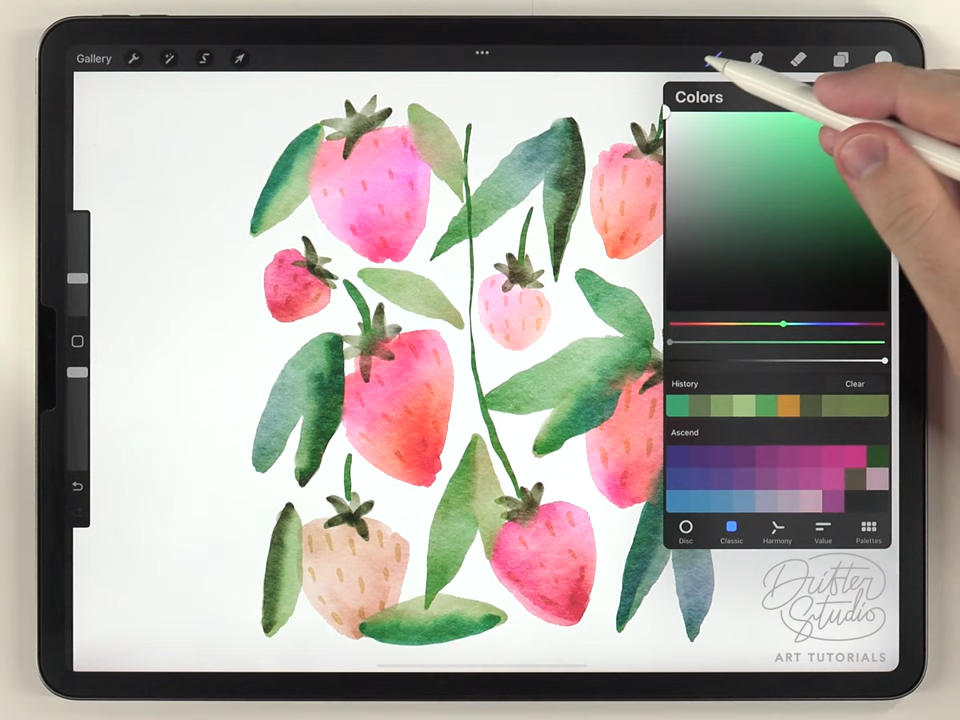 Gallery
Colors
History
Clear
Ascend
Disc
Classic
Harmony
Value
Palettes
Drifter
Studio
ART TUTORIALS